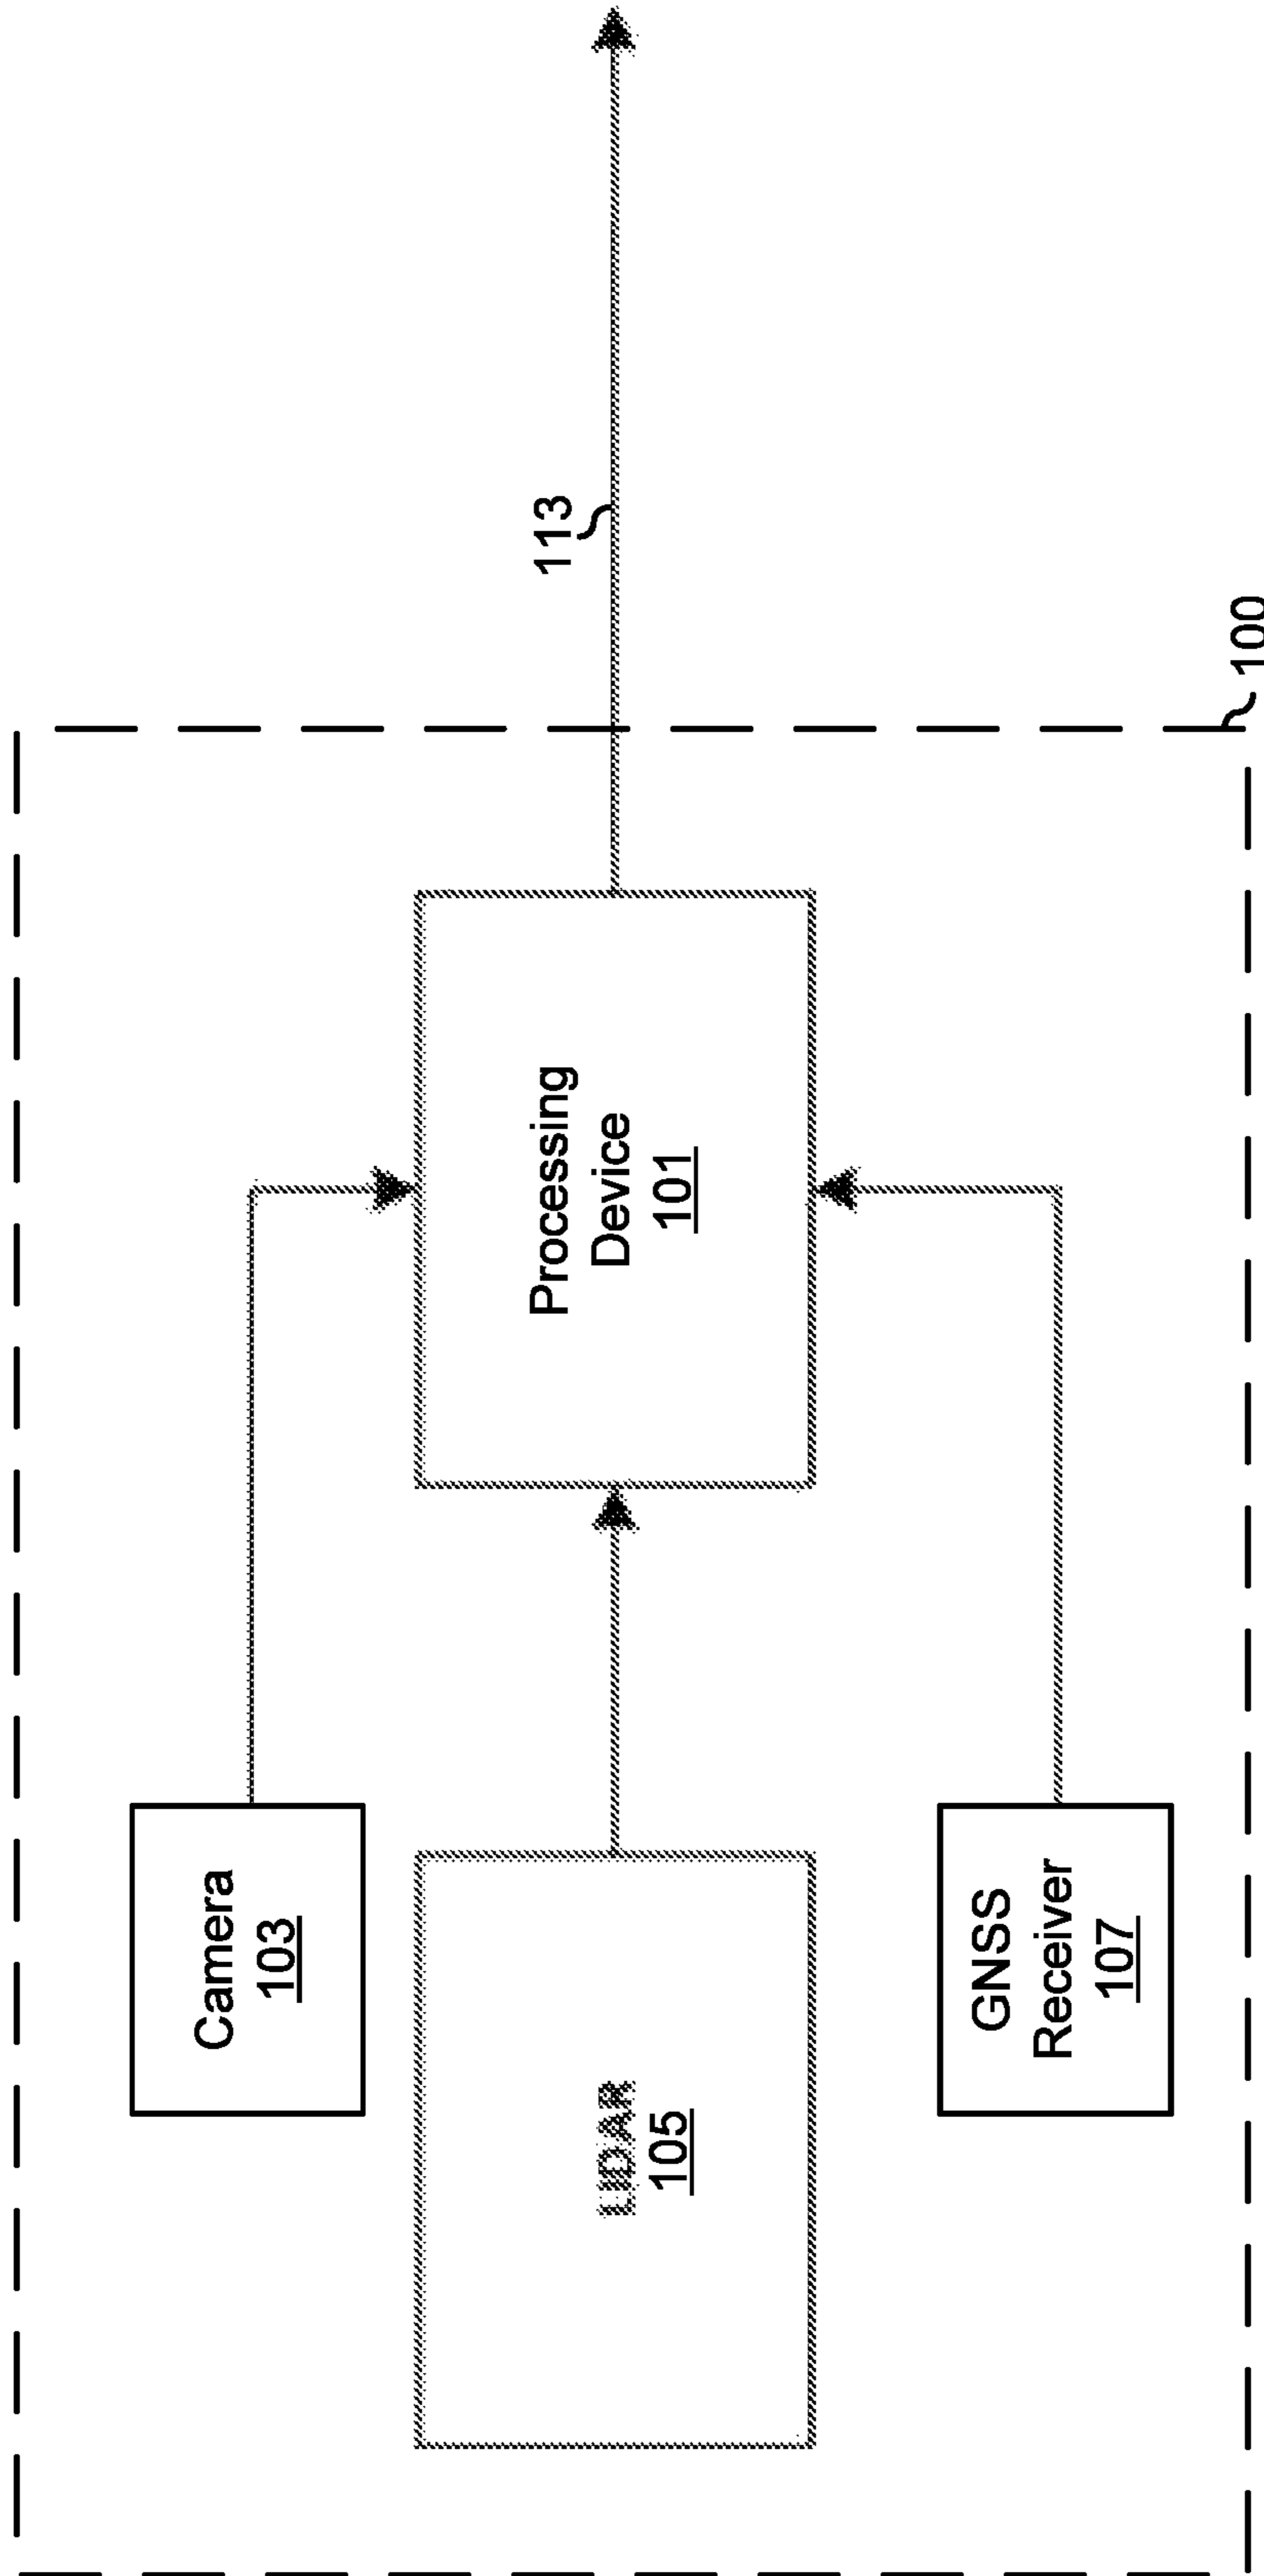 Camera
103
LIDAR
105
GNSS
Receiver
107
Processing
Device
101
113
100